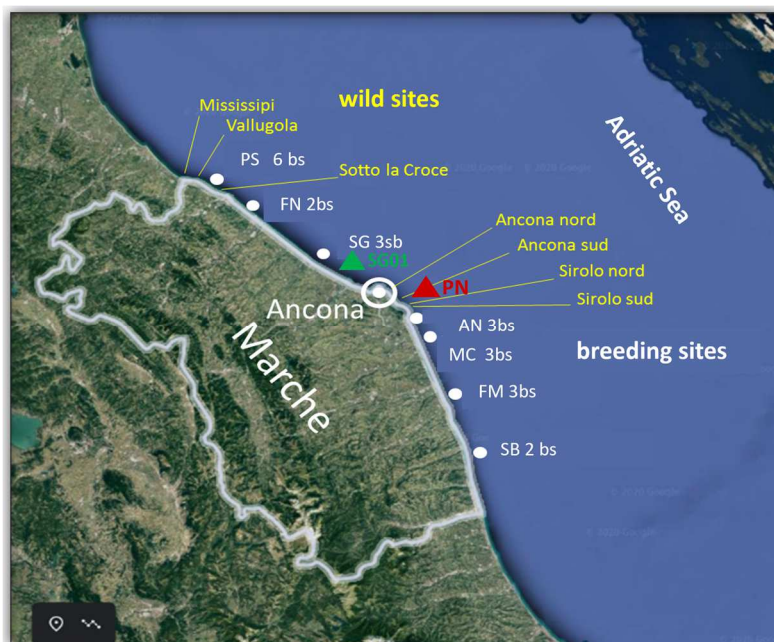 wild sites
Mississipi
Vallugola
PS 6 bs
Sotto la Croce
FN 2bs
Adriatic Sea
SG 3sb
SG01
Ancona nord
Ancona sud
Sirolo nord
Sirolo sud
PN
Ancona
AN 3bs
MC 3bs
breeding sites
Marche
FM 3bs
SB 2 bs